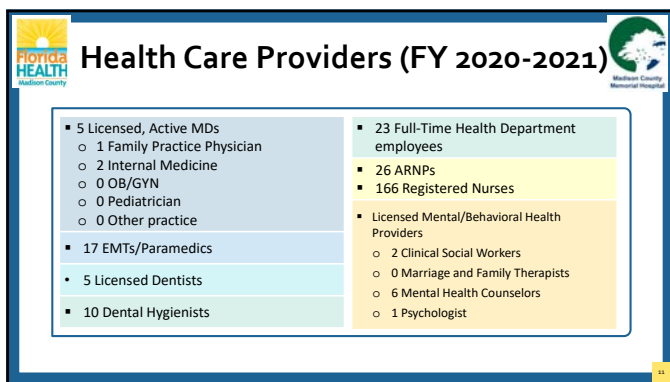 Florida
HEALTH
Madison County
Health Care Providers (FY 2020-2021)
Madison County
Memorial Hospital
▪ 5 Licensed, Active MDs
o 1 Family Practice Physician
o 2 Internal Medicine
o 0 OB/GYN
o 0 Pediatrician
o 0 Other practice
▪ 17 EMTs/Paramedics
• 5 Licensed Dentists
▪ 10 Dental Hygienists
▪ 23 Full-Time Health Department
employees
▪ 26 ARNPs
▪ 166 Registered Nurses
▪ Licensed Mental/Behavioral Health
Providers
o 2 Clinical Social Workers
o 0 Marriage and Family Therapists
o 6 Mental Health Counselors
o 1 Psychologist
11